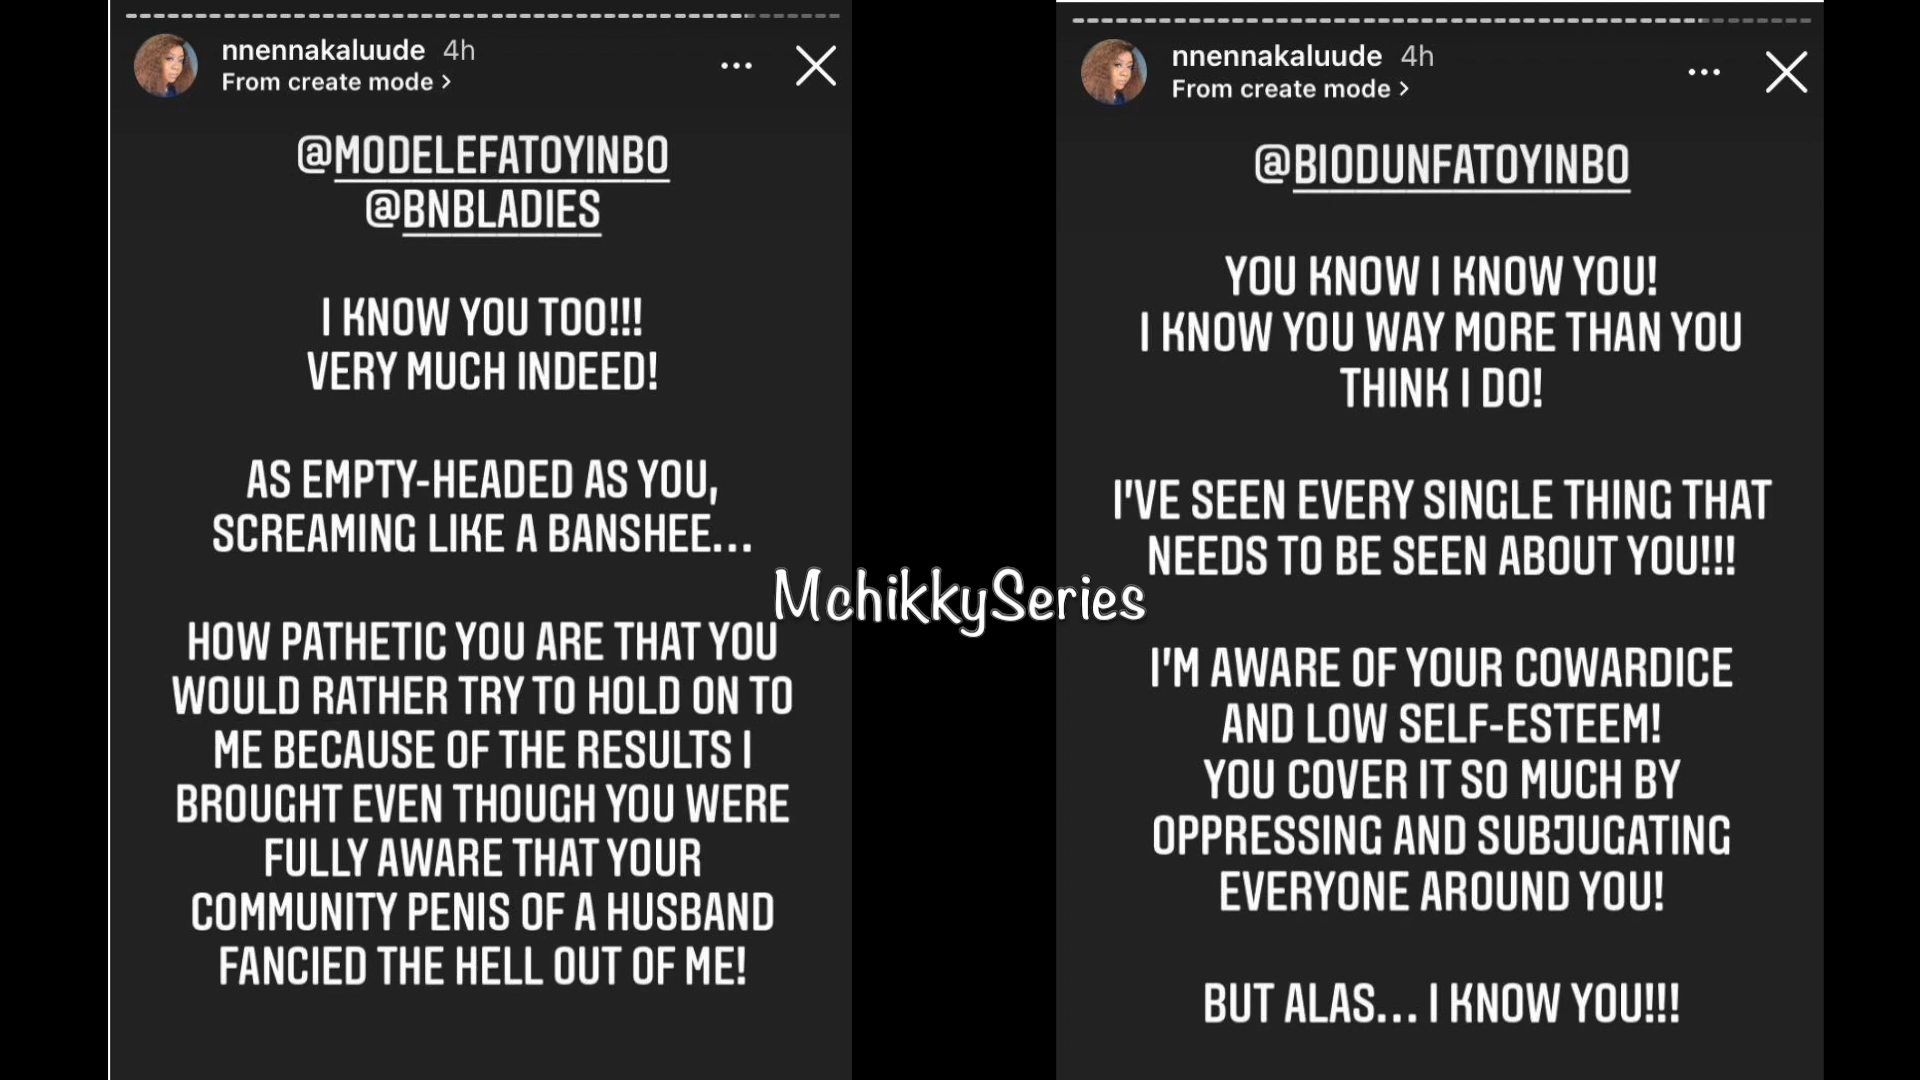 nnennakaluude 4h
From create mode >
@MODELEFATOYINBO
@BNBLADIES
I KNOW YOU TOO!!!
VERY MUCH INDEED!
AS EMPTY-HEADED AS YOU,
SCREAMING LIKE A BANSHEE...
HOW PATHETIC YOU ARE THAT YOU
WOULD RATHER TRY TO HOLD ON TO
ME BECAUSE OF THE RESULTS I
BROUGHT EVEN THOUGH YOU WERE
FULLY AWARE THAT YOUR
COMMUNITY PENIS OF A HUSBAND
FANCIED THE HELL OUT OF ME!
MchikkySeries
nnennakaluude 4h
From create mode >
@BIODUNFATOYINBO
YOU KNOW I KNOW YOU!
I KNOW YOU WAY MORE THAN YOU
THINK I DO!
I'VE SEEN EVERY SINGLE THING THAT
NEEDS TO BE SEEN ABOUT YOU!!!
I'M AWARE OF YOUR COWARDICE
AND LOW SELF-ESTEEM!
YOU COVER IT SO MUCH BY
OPPRESSING AND SUBJUGATING
EVERYONE AROUND YOU!
BUT ALAS... I KNOW YOU!!!